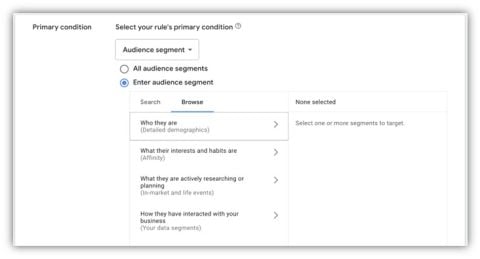 Primary condition
Select your rule's primary condition
Audience segment
All audience segments
Enter audience segment
Search
Browse
None selected
Who they are
(Detailed demographics)
Select one or more segments to target.
What their interests and habits are
(Affinity)
What they are actively researching or
planning
(In-market and life events)
How they have interacted with your
business
(Your data segments)